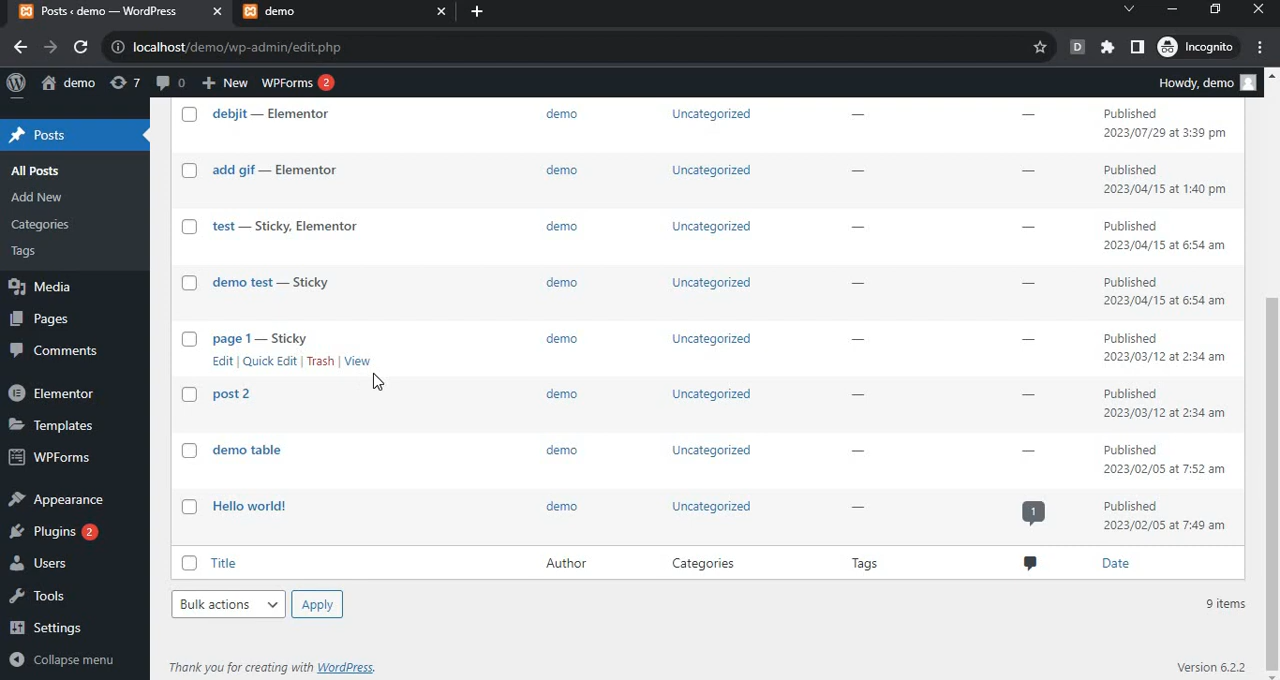 Posts ‹ demo — WordPress
demo
localhost/demo/wp-admin/edit.php
D
Incognito
demo
7
0
New
WPForms 2
Howdy, demo
Posts
All Posts
Add New
Categories
Tags
Media
Pages
Comments
Elementor
Templates
WPForms
Appearance
Plugins 2
Users
Tools
Settings
Collapse menu
debjit — Elementor demo Uncategorized — — Published
2023/07/29 at 3:39 pm
add gif — Elementor demo Uncategorized — — Published
2023/04/15 at 1:40 pm
test — Sticky, Elementor demo Uncategorized — — Published
2023/04/15 at 6:54 am
demo test — Sticky demo Uncategorized — — Published
2023/04/15 at 6:54 am
page 1 — Sticky demo Uncategorized — — Published
Edit | Quick Edit | Trash | View 2023/03/12 at 2:34 am
post 2 demo Uncategorized — — Published
2023/03/12 at 2:34 am
demo table demo Uncategorized — — Published
2023/02/05 at 7:52 am
Hello world! demo Uncategorized — 1 Published
2023/02/05 at 7:49 am
Title Author Categories Tags Date
Bulk actions Apply 9 items
Thank you for creating with WordPress. Version 6.2.2